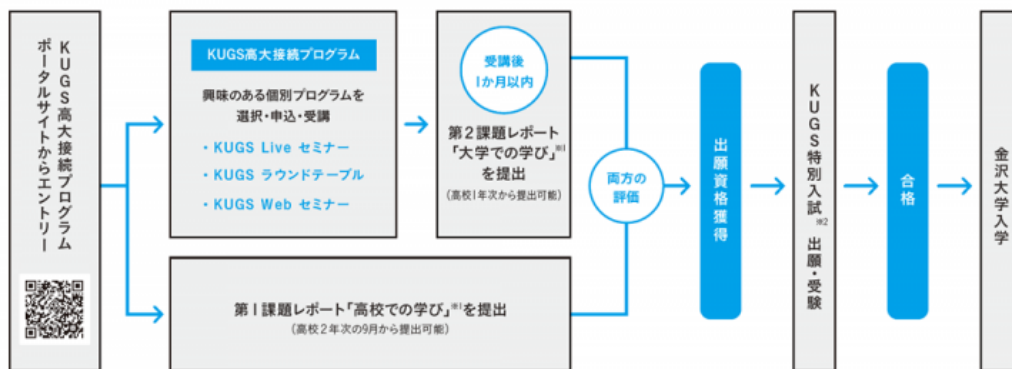 KUGS高大接続プログラム
ポータルサイトからエントリー
KUGS高大接続プログラム
興味のある個別プログラムを
選択・申込・受講
・KUGS Live セミナー
・KUGS ラウンドテーブル
・KUGS Web セミナー
受講後
1か月以内
第2課題レポート
「大学での学び」※1
を提出
(高校1年次から提出可能)
第1課題レポート「高校での学び」※1を提出
(高校2年次の9月から提出可能)
両方の
評価
出願資格獲得
KUGS特別入試※2 出願・受験
合格
金沢大学入学